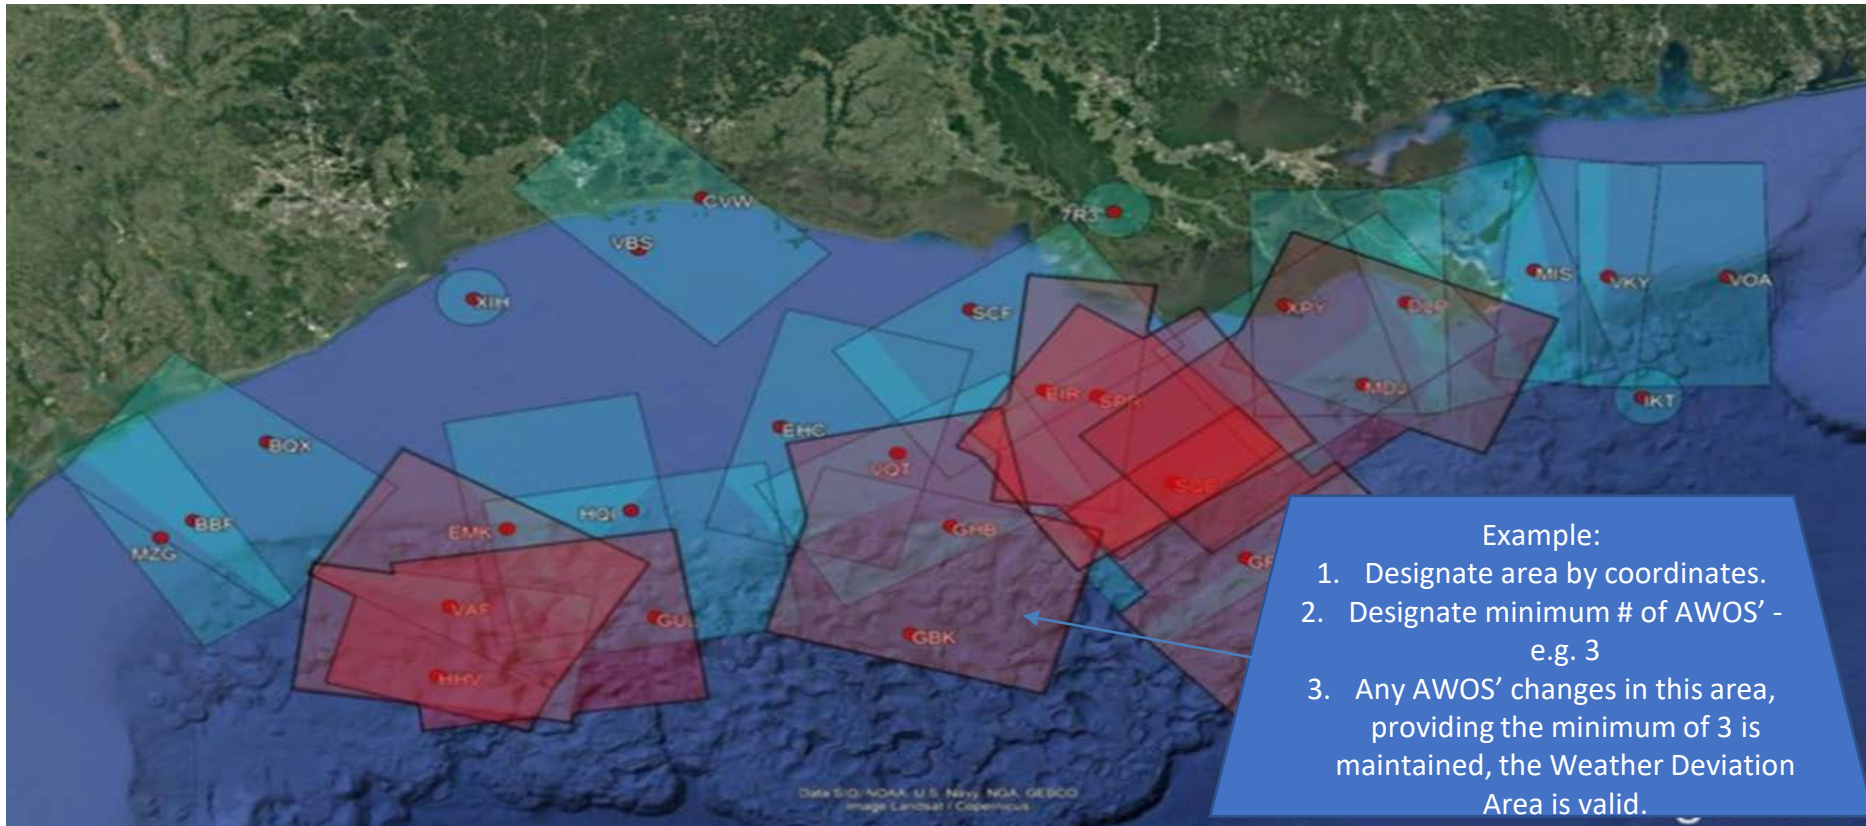 CVW
VBS
7R3
XIH
SCF
MIS
VKY
VOA
XPY
DLP
MDJ
IKT
EIR
SPR
BQX
EHC
VQT
BBF
MZG
EMK
HQI
GHB
VAF
GUL
GBK
HHV
Example:
1. Designate area by coordinates.
2. Designate minimum # of AWOS’ -
e.g. 3
3. Any AWOS’ changes in this area,
providing the minimum of 3 is
maintained, the Weather Deviation
Area is valid.
Data SIO, NOAA, U.S. Navy, NGA, GEBCO
Image Landsat / Copernicus